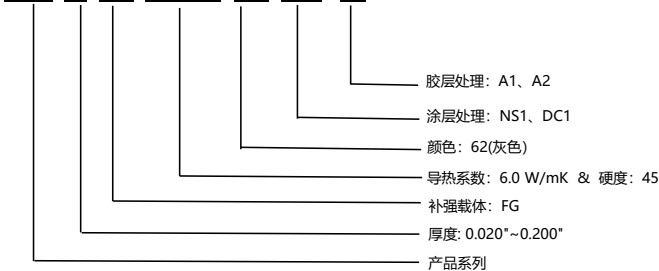 胶层处理：A1、A2
涂层处理：NS1、DC1
颜色：62(灰色)
导热系数：6.0 W/mK & 硬度：45
补强载体：FG
厚度: 0.020"~0.200"
产品系列